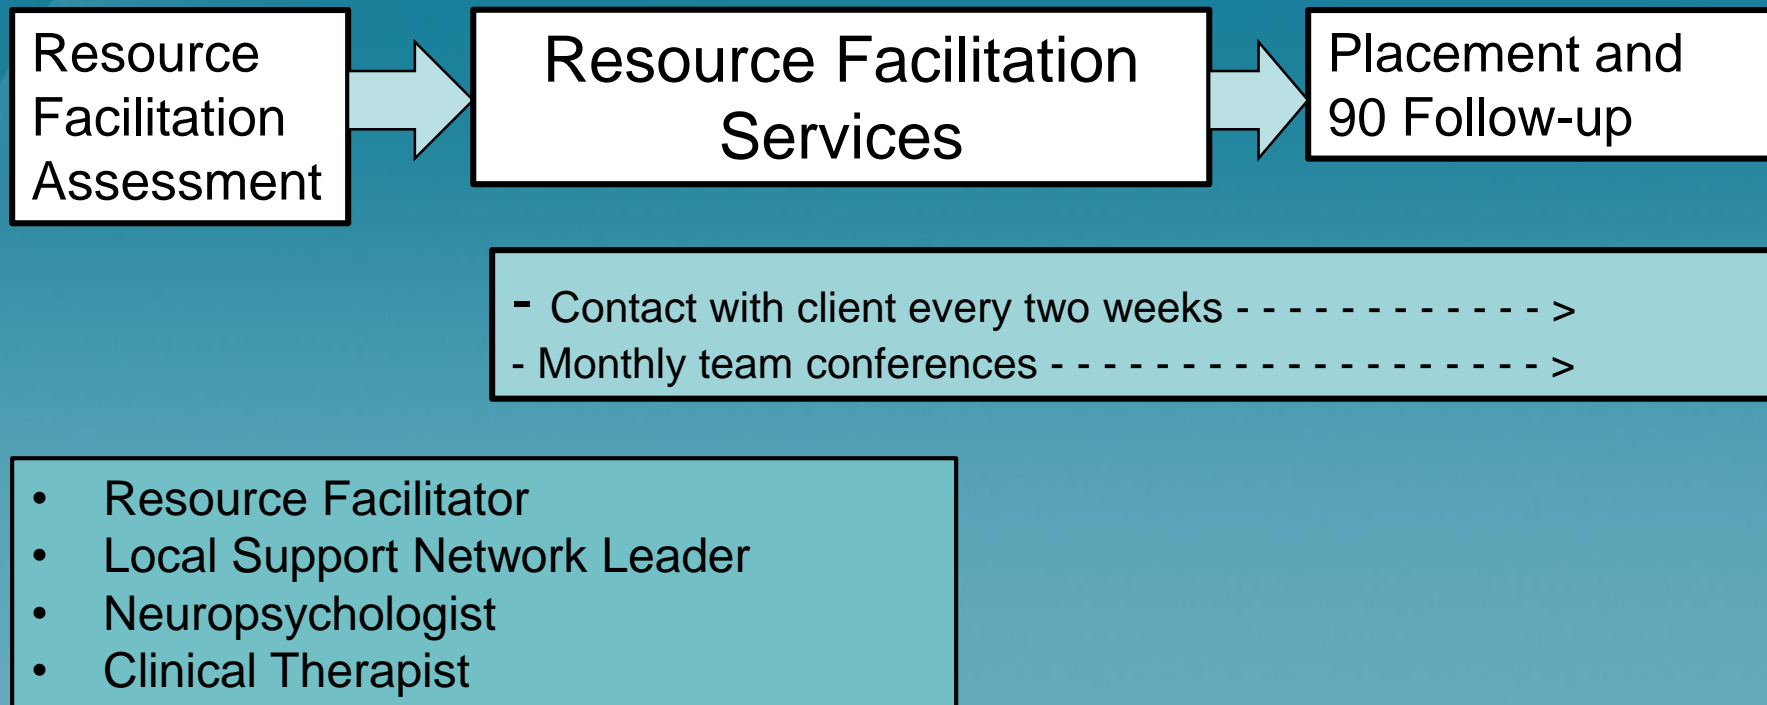 Resource
Facilitation
Assessment
Resource Facilitation
Services
Placement and
90 Follow-up
- Contact with client every two weeks - - - - - - - - - - - - >
- Monthly team conferences - - - - - - - - - - - - - - - - - - - >
• Resource Facilitator
• Local Support Network Leader
• Neuropsychologist
• Clinical Therapist